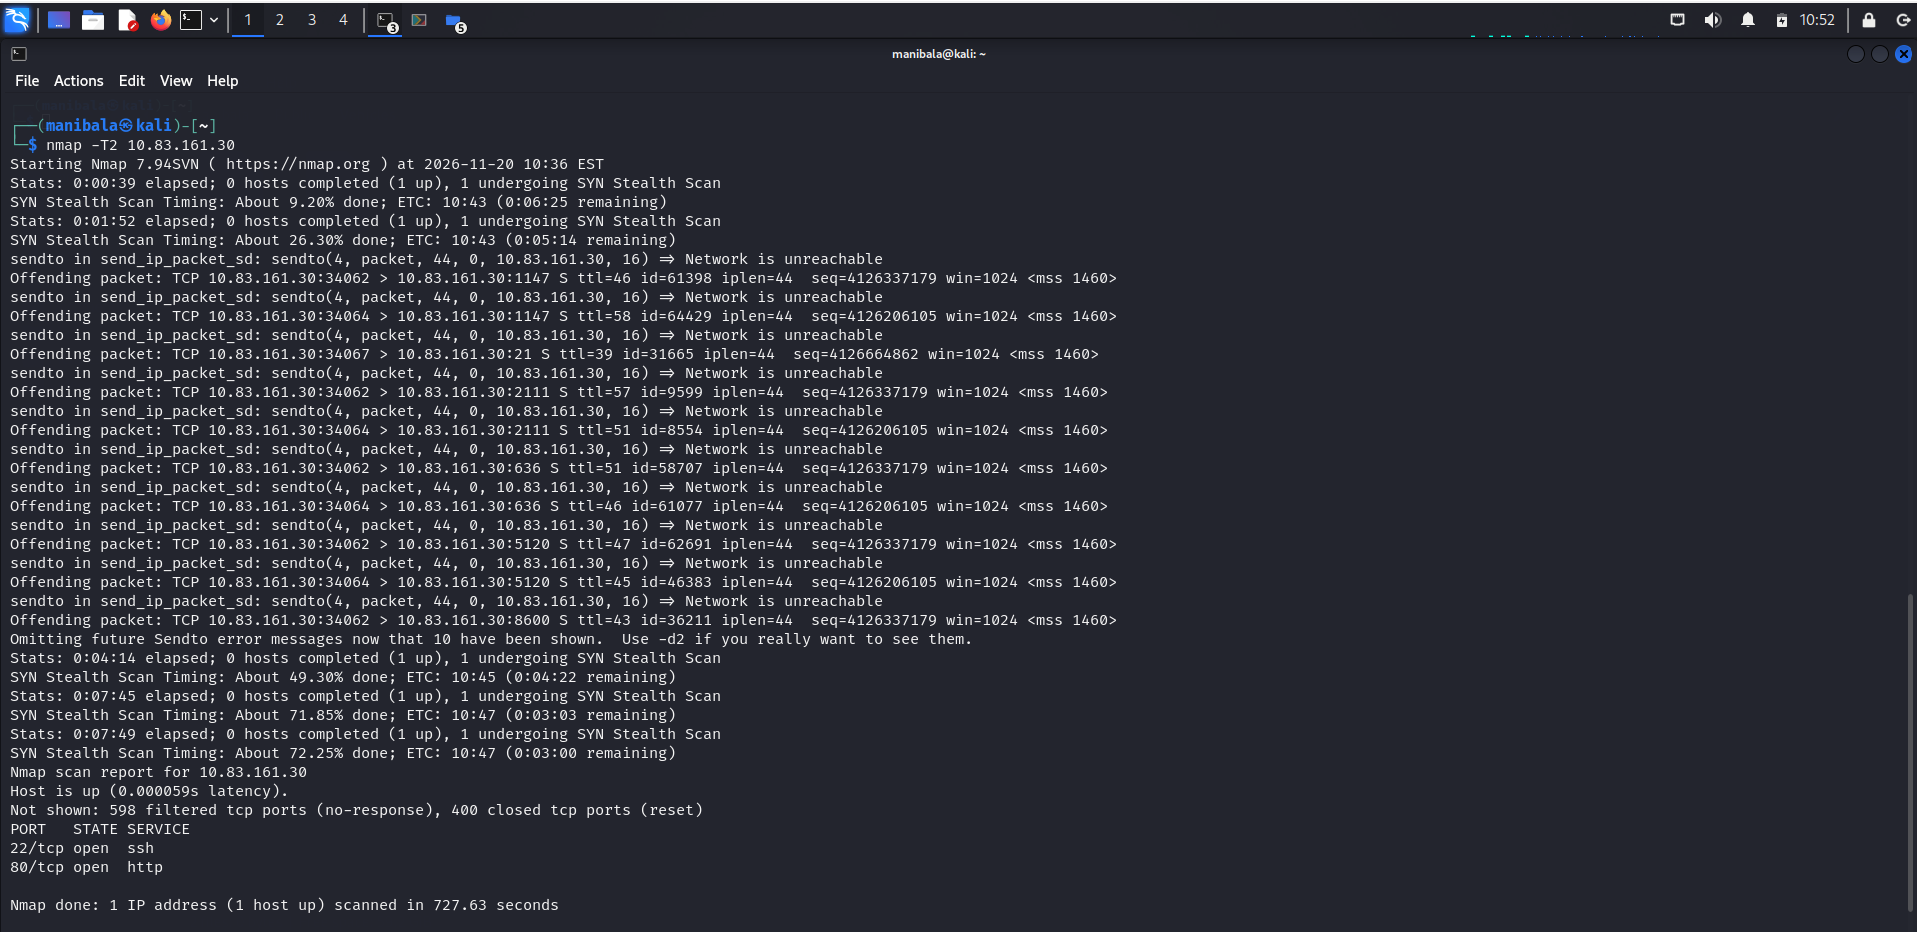 1 2 3 4 3 5 10:52
manibala@kali: ~
File Actions Edit View Help
┌──(manibala㉿kali)-[~]
└─$ nmap -T2 10.83.161.30
Starting Nmap 7.94SVN ( https://nmap.org ) at 2026-11-20 10:36 EST
Stats: 0:00:39 elapsed; 0 hosts completed (1 up), 1 undergoing SYN Stealth Scan
SYN Stealth Scan Timing: About 9.20% done; ETC: 10:43 (0:06:25 remaining)
Stats: 0:01:52 elapsed; 0 hosts completed (1 up), 1 undergoing SYN Stealth Scan
SYN Stealth Scan Timing: About 26.30% done; ETC: 10:43 (0:05:14 remaining)
sendto in send_ip_packet_sd: sendto(4, packet, 44, 0, 10.83.161.30, 16) => Network is unreachable
Offending packet: TCP 10.83.161.30:34062 > 10.83.161.30:1147 S ttl=46 id=61398 iplen=44  seq=4126337179 win=1024 <mss 1460>
sendto in send_ip_packet_sd: sendto(4, packet, 44, 0, 10.83.161.30, 16) => Network is unreachable
Offending packet: TCP 10.83.161.30:34064 > 10.83.161.30:1147 S ttl=58 id=64429 iplen=44  seq=4126206105 win=1024 <mss 1460>
sendto in send_ip_packet_sd: sendto(4, packet, 44, 0, 10.83.161.30, 16) => Network is unreachable
Offending packet: TCP 10.83.161.30:34067 > 10.83.161.30:21 S ttl=39 id=31665 iplen=44  seq=4126664862 win=1024 <mss 1460>
sendto in send_ip_packet_sd: sendto(4, packet, 44, 0, 10.83.161.30, 16) => Network is unreachable
Offending packet: TCP 10.83.161.30:34062 > 10.83.161.30:2111 S ttl=57 id=9599 iplen=44  seq=4126337179 win=1024 <mss 1460>
sendto in send_ip_packet_sd: sendto(4, packet, 44, 0, 10.83.161.30, 16) => Network is unreachable
Offending packet: TCP 10.83.161.30:34064 > 10.83.161.30:2111 S ttl=51 id=8554 iplen=44  seq=4126206105 win=1024 <mss 1460>
sendto in send_ip_packet_sd: sendto(4, packet, 44, 0, 10.83.161.30, 16) => Network is unreachable
Offending packet: TCP 10.83.161.30:34062 > 10.83.161.30:636 S ttl=51 id=58707 iplen=44  seq=4126337179 win=1024 <mss 1460>
sendto in send_ip_packet_sd: sendto(4, packet, 44, 0, 10.83.161.30, 16) => Network is unreachable
Offending packet: TCP 10.83.161.30:34064 > 10.83.161.30:636 S ttl=46 id=61077 iplen=44  seq=4126206105 win=1024 <mss 1460>
sendto in send_ip_packet_sd: sendto(4, packet, 44, 0, 10.83.161.30, 16) => Network is unreachable
Offending packet: TCP 10.83.161.30:34062 > 10.83.161.30:5120 S ttl=47 id=62691 iplen=44  seq=4126337179 win=1024 <mss 1460>
sendto in send_ip_packet_sd: sendto(4, packet, 44, 0, 10.83.161.30, 16) => Network is unreachable
Offending packet: TCP 10.83.161.30:34064 > 10.83.161.30:5120 S ttl=45 id=46383 iplen=44  seq=4126206105 win=1024 <mss 1460>
sendto in send_ip_packet_sd: sendto(4, packet, 44, 0, 10.83.161.30, 16) => Network is unreachable
Offending packet: TCP 10.83.161.30:34062 > 10.83.161.30:8600 S ttl=43 id=36211 iplen=44  seq=4126337179 win=1024 <mss 1460>
Omitting future Sendto error messages now that 10 have been shown.  Use -d2 if you really want to see them.
Stats: 0:04:14 elapsed; 0 hosts completed (1 up), 1 undergoing SYN Stealth Scan
SYN Stealth Scan Timing: About 49.30% done; ETC: 10:45 (0:04:22 remaining)
Stats: 0:07:45 elapsed; 0 hosts completed (1 up), 1 undergoing SYN Stealth Scan
SYN Stealth Scan Timing: About 71.85% done; ETC: 10:47 (0:03:03 remaining)
Stats: 0:07:49 elapsed; 0 hosts completed (1 up), 1 undergoing SYN Stealth Scan
SYN Stealth Scan Timing: About 72.25% done; ETC: 10:47 (0:03:00 remaining)
Nmap scan report for 10.83.161.30
Host is up (0.000059s latency).
Not shown: 598 filtered tcp ports (no-response), 400 closed tcp ports (reset)
PORT   STATE SERVICE
22/tcp open  ssh
80/tcp open  http
Nmap done: 1 IP address (1 host up) scanned in 727.63 seconds